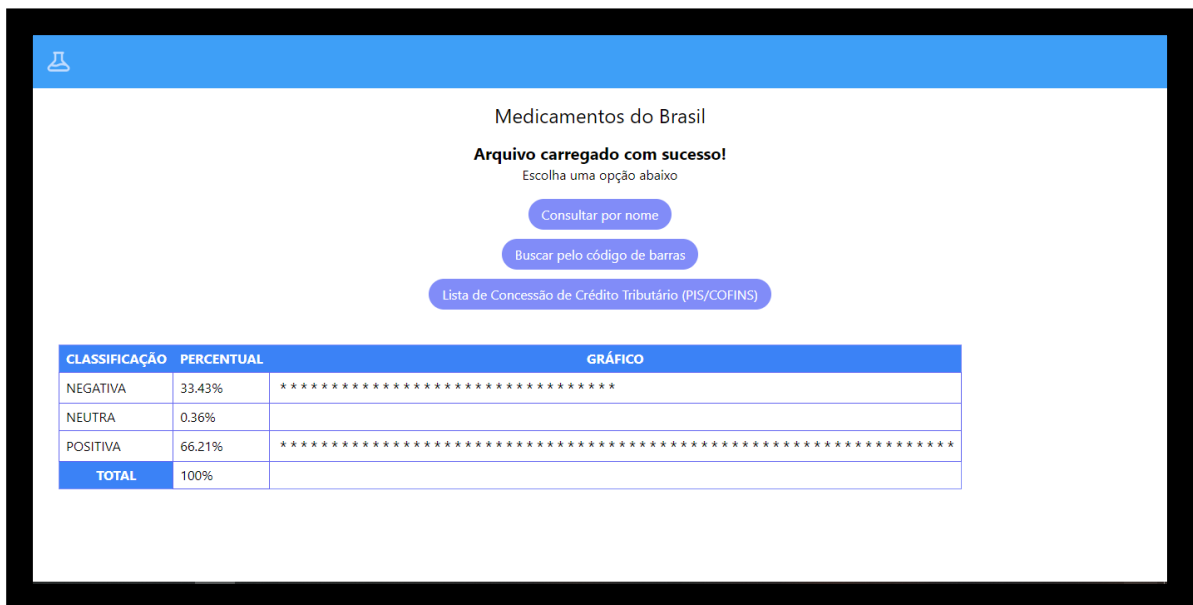 Medicamentos do Brasil
Arquivo carregado com sucesso!
Escolha uma opção abaixo
Consultar por nome
Buscar pelo código de barras
Lista de Concessão de Crédito Tributário (PIS/COFINS)
CLASSIFICAÇÃO PERCENTUAL GRÁFICO
NEGATIVA 33.43% * * * * * * * * * * * * * * * * * * * * * * * * * * * * * * * * *
NEUTRA 0.36%
POSITIVA 66.21% * * * * * * * * * * * * * * * * * * * * * * * * * * * * * * * * * * * * * * * * * * * * * * * * * * * * * * * * * * * * * * * * * *
TOTAL 100%